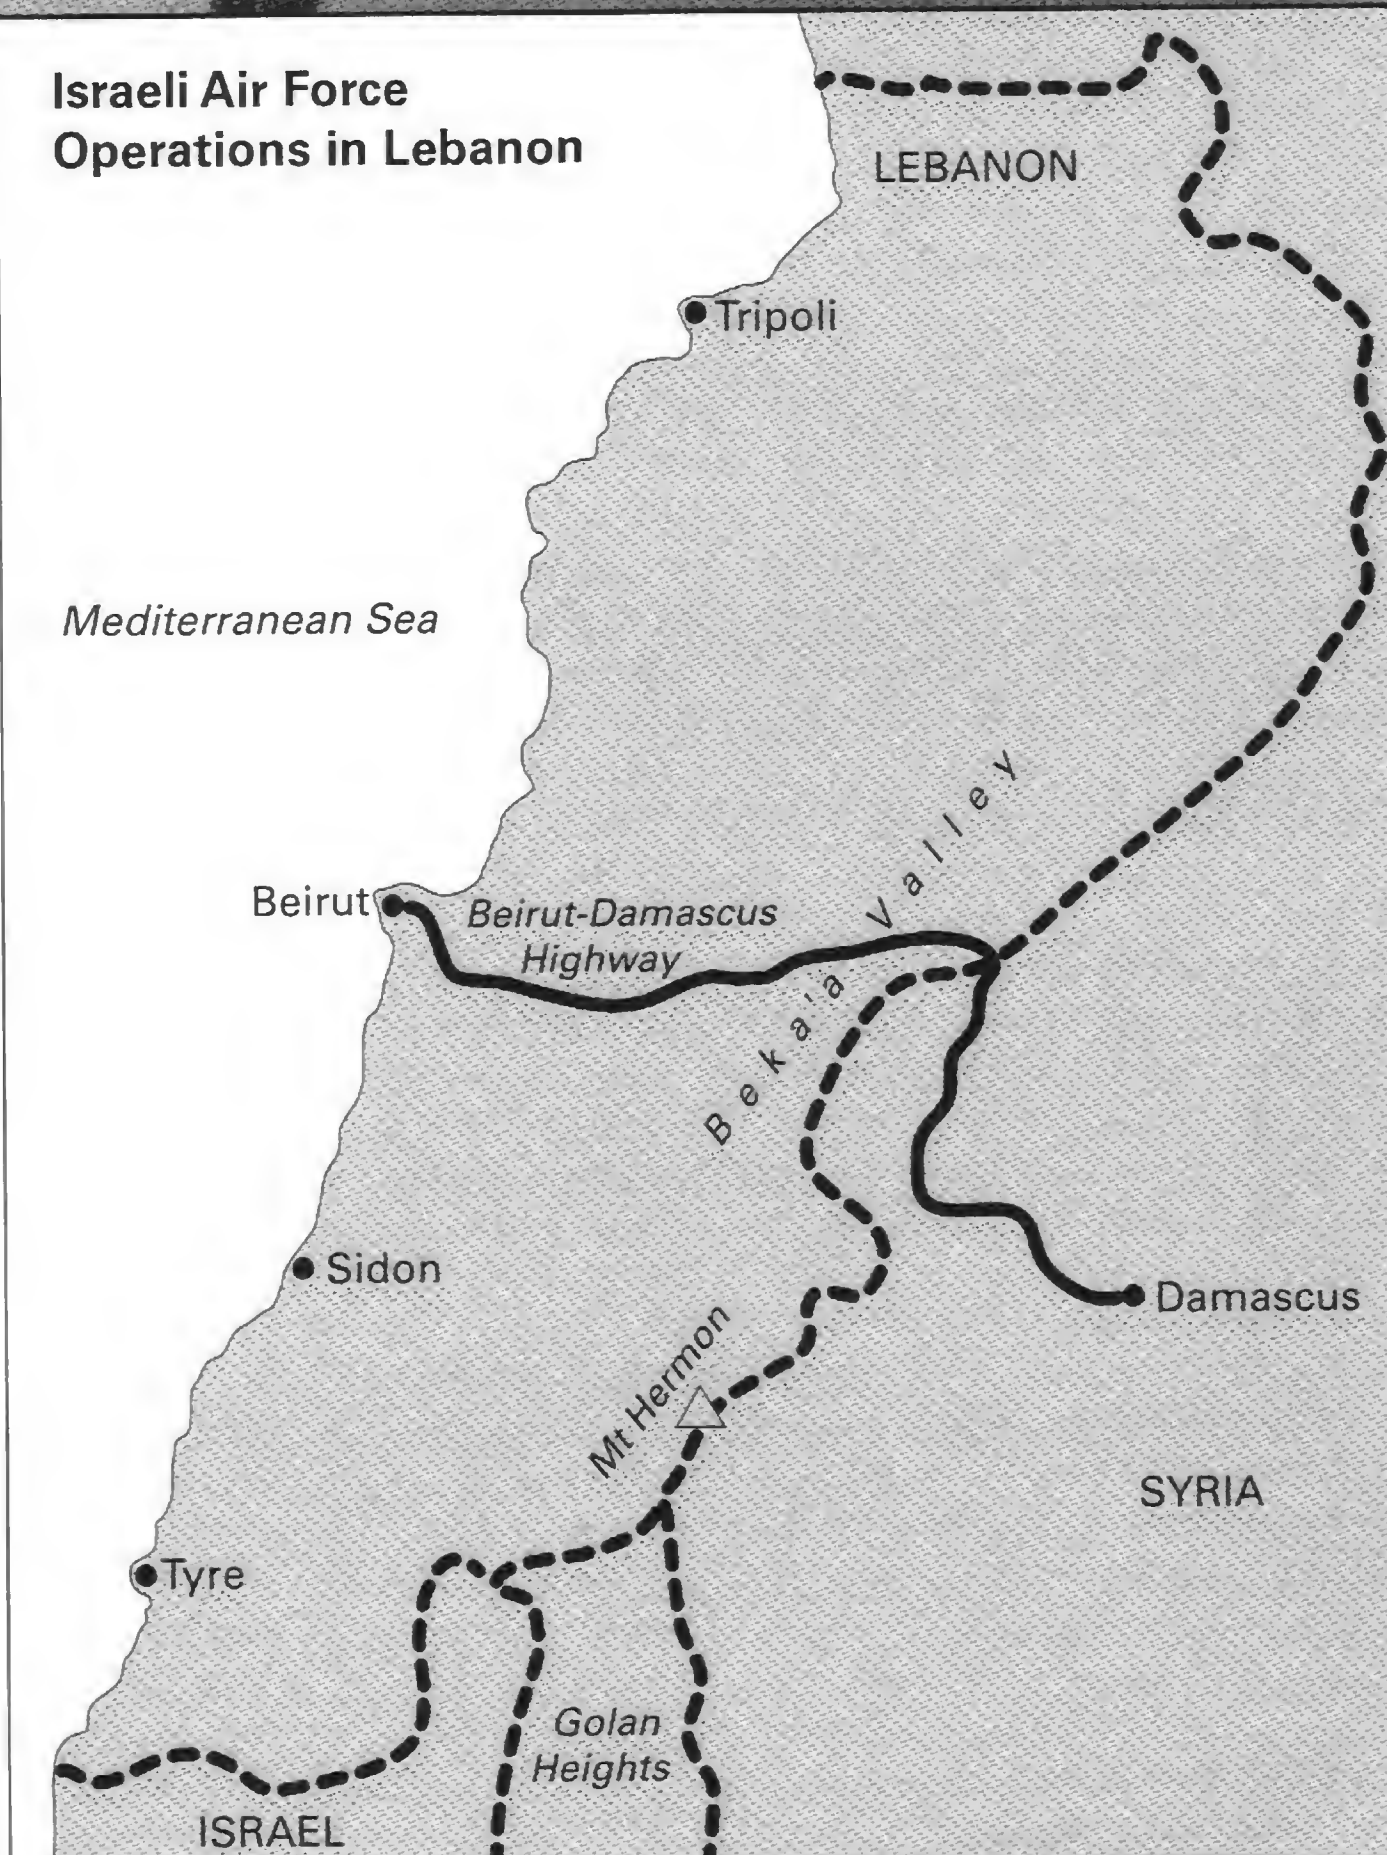 Israeli Air Force
Operations in Lebanon
LEBANON
Tripoli
Mediterranean Sea
Beka'a Valley
Beirut
Beirut-Damascus
Highway
Sidon
Damascus
Mt Hermon
SYRIA
Tyre
Golan
Heights
ISRAEL